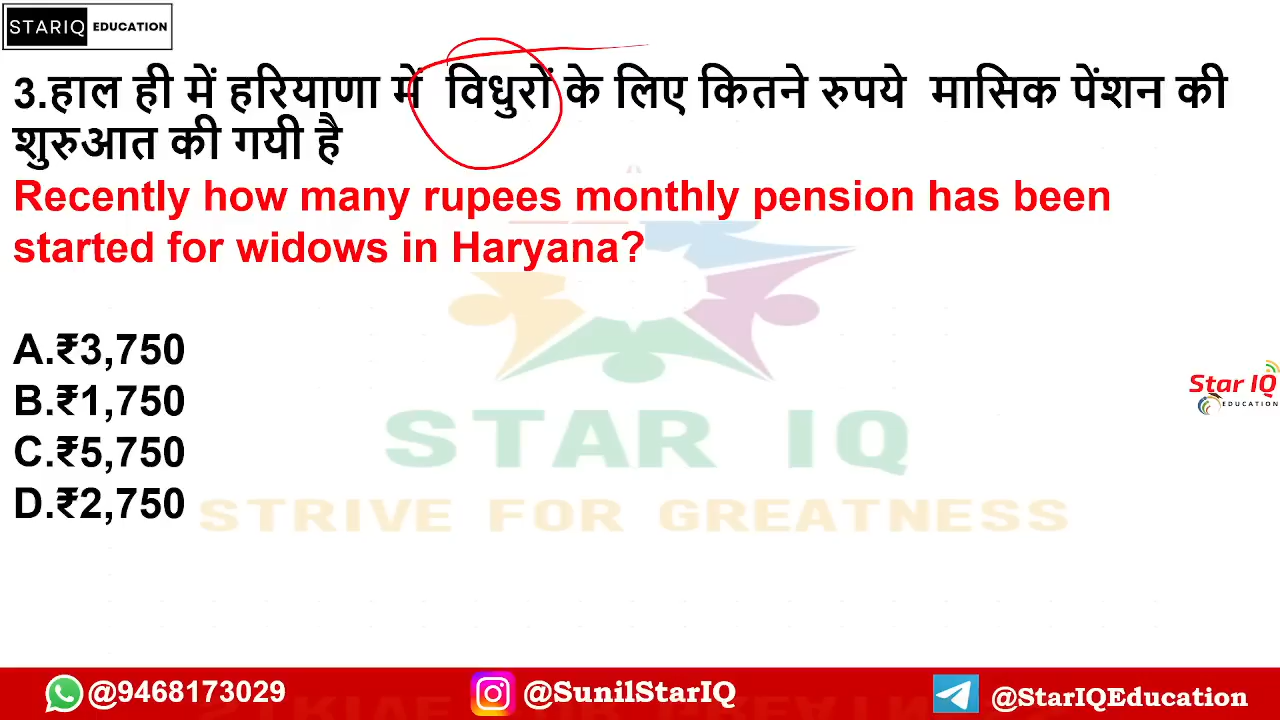 STARIQ EDUCATION
3.हाल ही में हरियाणा में विधुरों के लिए कितने रुपये मासिक पेंशन की
शुरुआत की गयी है
Recently how many rupees monthly pension has been
started for widows in Haryana?
A.₹3,750
B.₹1,750
C.₹5,750
D.₹2,750
Star IQ
EDUCATION
STAR IQ
STRIVE FOR GREATNESS
@9468173029 @SunilStarIQ @StarIQEducation